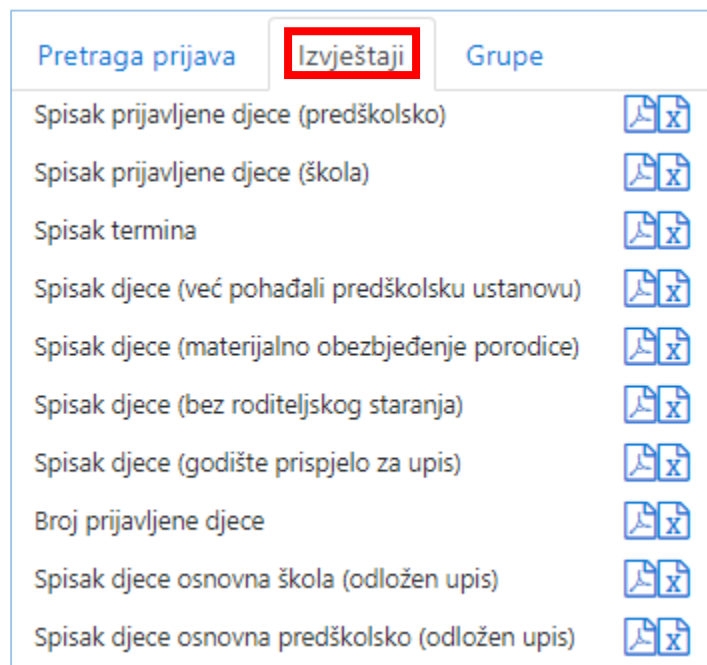 Pretraga prijava Izvještaji Grupe
Spisak prijavljene djece (predškolsko)
Spisak prijavljene djece (škola)
Spisak termina
Spisak djece (već pohađali predškolsku ustanovu)
Spisak djece (materijalno obezbjeđenje porodice)
Spisak djece (bez roditeljskog staranja)
Spisak djece (godište prispjelo za upis)
Broj prijavljene djece
Spisak djece osnovna škola (odložen upis)
Spisak djece osnovna predškolsko (odložen upis)